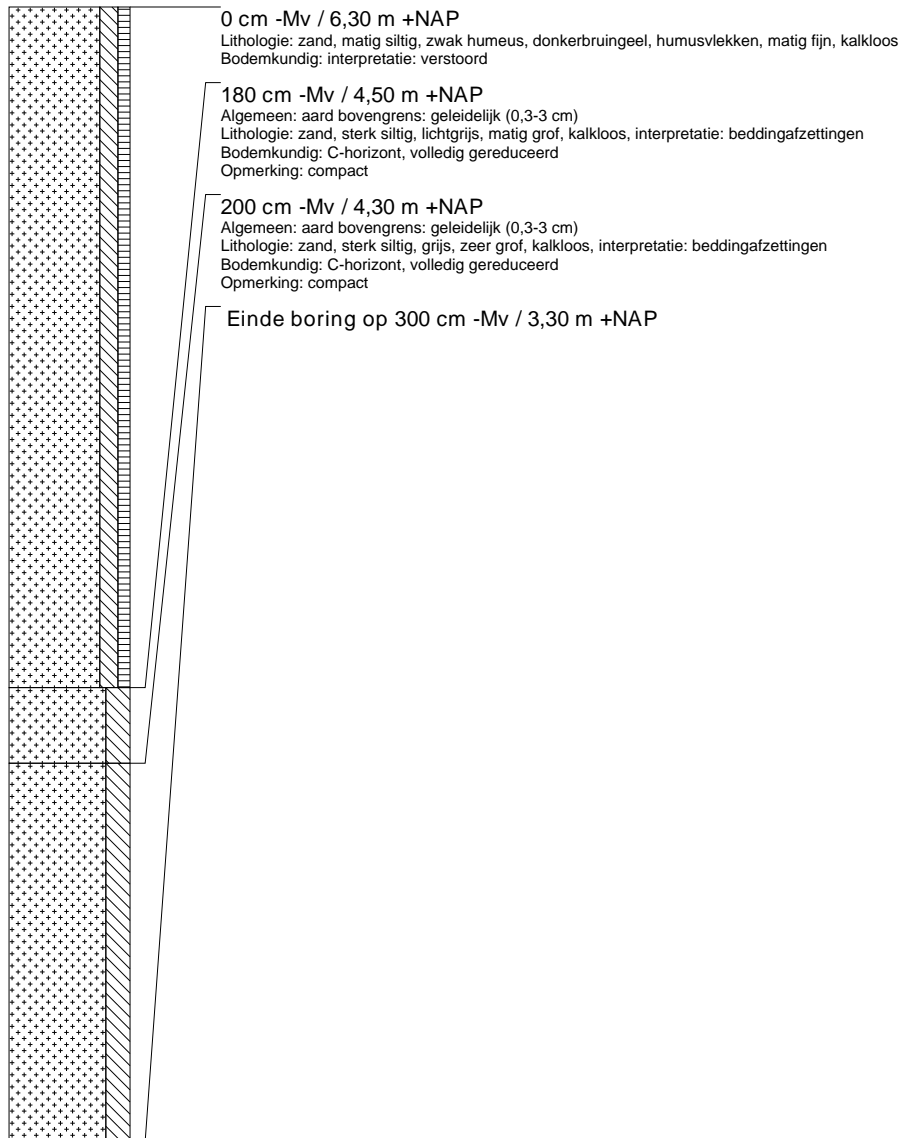 0 cm -Mv / 6,30 m +NAP
Lithologie: zand, matig siltig, zwak humeus, donkerbruingeel, humusvlekken, matig fijn, kalkloos
Bodemkundig: interpretatie: verstoord
180 cm -Mv / 4,50 m +NAP
Algemeen: aard bovengrens: geleidelijk (0,3-3 cm)
Lithologie: zand, sterk siltig, lichtgrijs, matig grof, kalkloos, interpretatie: beddingafzettingen
Bodemkundig: C-horizont, volledig gereduceerd
Opmerking: compact
200 cm -Mv / 4,30 m +NAP
Algemeen: aard bovengrens: geleidelijk (0,3-3 cm)
Lithologie: zand, sterk siltig, grijs, zeer grof, kalkloos, interpretatie: beddingafzettingen
Bodemkundig: C-horizont, volledig gereduceerd
Opmerking: compact
Einde boring op 300 cm -Mv / 3,30 m +NAP